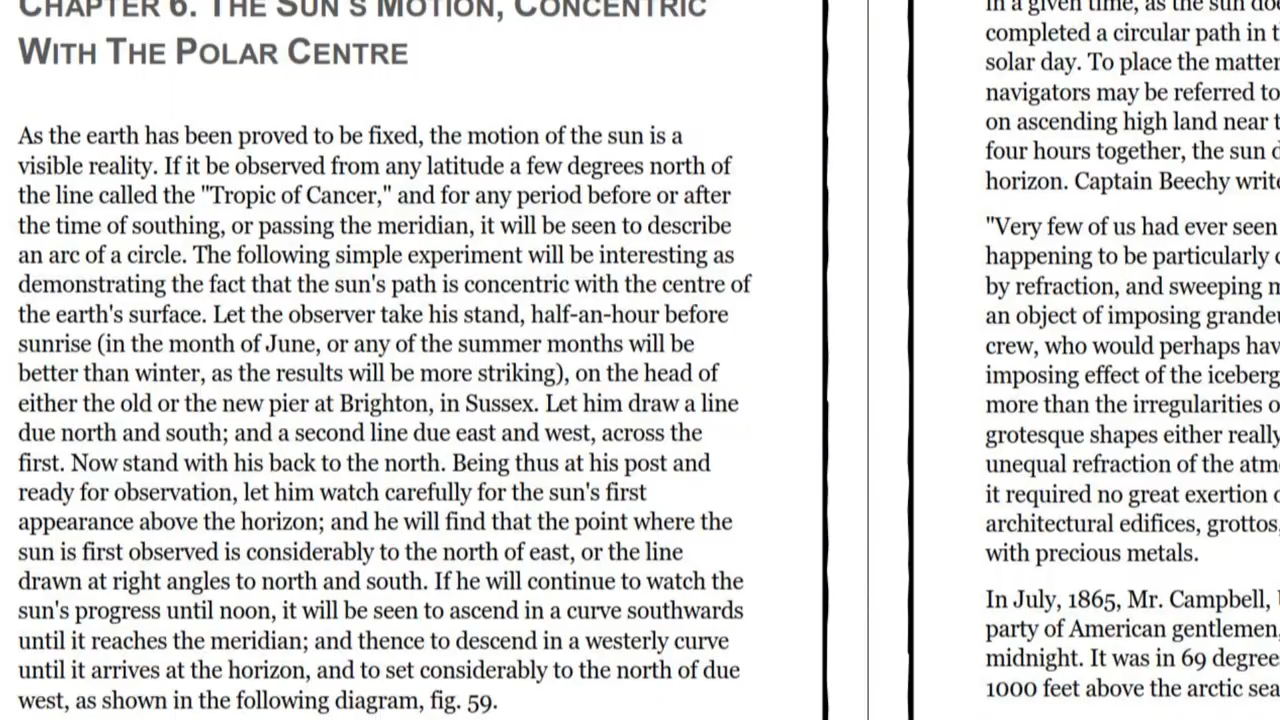 CHAPTER 6. THE SUN'S MOTION, CONCENTRIC
WITH THE POLAR CENTRE
As the earth has been proved to be fixed, the motion of the sun is a
visible reality. If it be observed from any latitude a few degrees north of
the line called the "Tropic of Cancer," and for any period before or after
the time of southing, or passing the meridian, it will be seen to describe
an arc of a circle. The following simple experiment will be interesting as
demonstrating the fact that the sun's path is concentric with the centre of
the earth's surface. Let the observer take his stand, half-an-hour before
sunrise (in the month of June, or any of the summer months will be
better than winter, as the results will be more striking), on the head of
either the old or the new pier at Brighton, in Sussex. Let him draw a line
due north and south; and a second line due east and west, across the
first. Now stand with his back to the north. Being thus at his post and
ready for observation, let him watch carefully for the sun's first
appearance above the horizon; and he will find that the point where the
sun is first observed is considerably to the north of east, or the line
drawn at right angles to north and south. If he will continue to watch the
sun's progress until noon, it will be seen to ascend in a curve southwards
until it reaches the meridian; and thence to descend in a westerly curve
until it arrives at the horizon, and to set considerably to the north of due
west, as shown in the following diagram, fig. 59.
in a given time, as the sun doe
completed a circular path in t
solar day. To place the matter
navigators may be referred to
on ascending high land near t
four hours together, the sun d
horizon. Captain Beechy write
"Very few of us had ever seen
happening to be particularly c
by refraction, and sweeping m
an object of imposing grandeu
crew, who would perhaps hav
imposing effect of the iceberg
more than the irregularities o
grotesque shapes either really
unequal refraction of the atm
it required no great exertion o
architectural edifices, grottos,
with precious metals.
In July, 1865, Mr. Campbell,
party of American gentlemen,
midnight. It was in 69 degree
1000 feet above the arctic sea